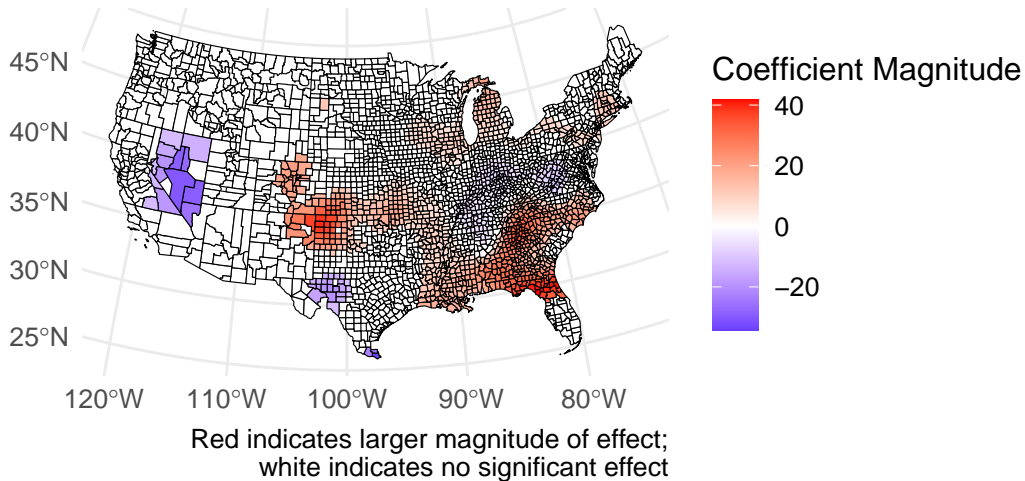 45°N
40°N
35°N
30°N
25°N
120°W 110°W 100°W 90°W 80°W
Red indicates larger magnitude of effect;
white indicates no significant effect
Coefficient Magnitude
40
20
0
−20